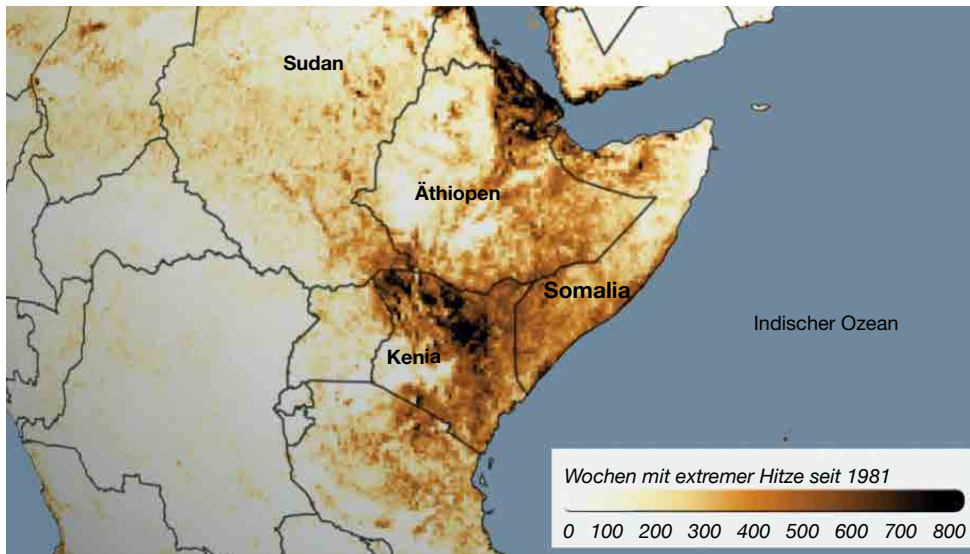 Sudan
Äthiopen
Somalia
Indischer Ozean
Kenia
Wochen mit extremer Hitze seit 1981
0 100 200 300 400 500 600 700 800